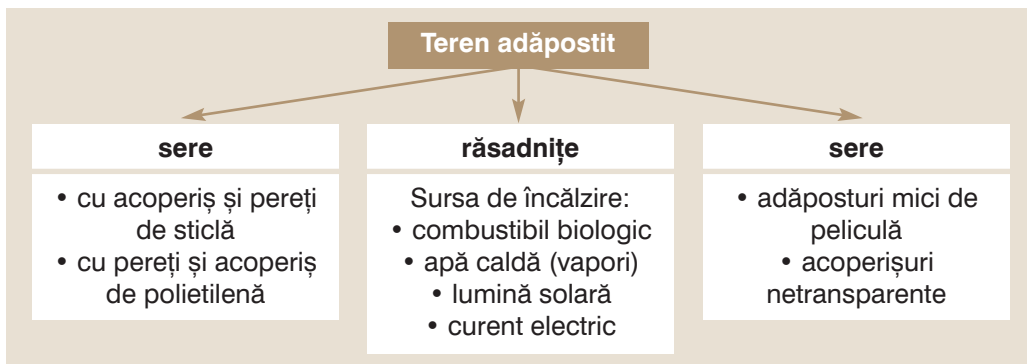 Teren adăpostit
sere
• cu acoperiș și pereți
de sticlă
• cu pereți și acoperiș
de polietilenă
răsadnițe
Sursa de încălzire:
• combustibil biologic
• apă caldă (vapori)
• lumină solară
• curent electric
sere
• adăposturi mici de
peliculă
• acoperișuri
netransparente